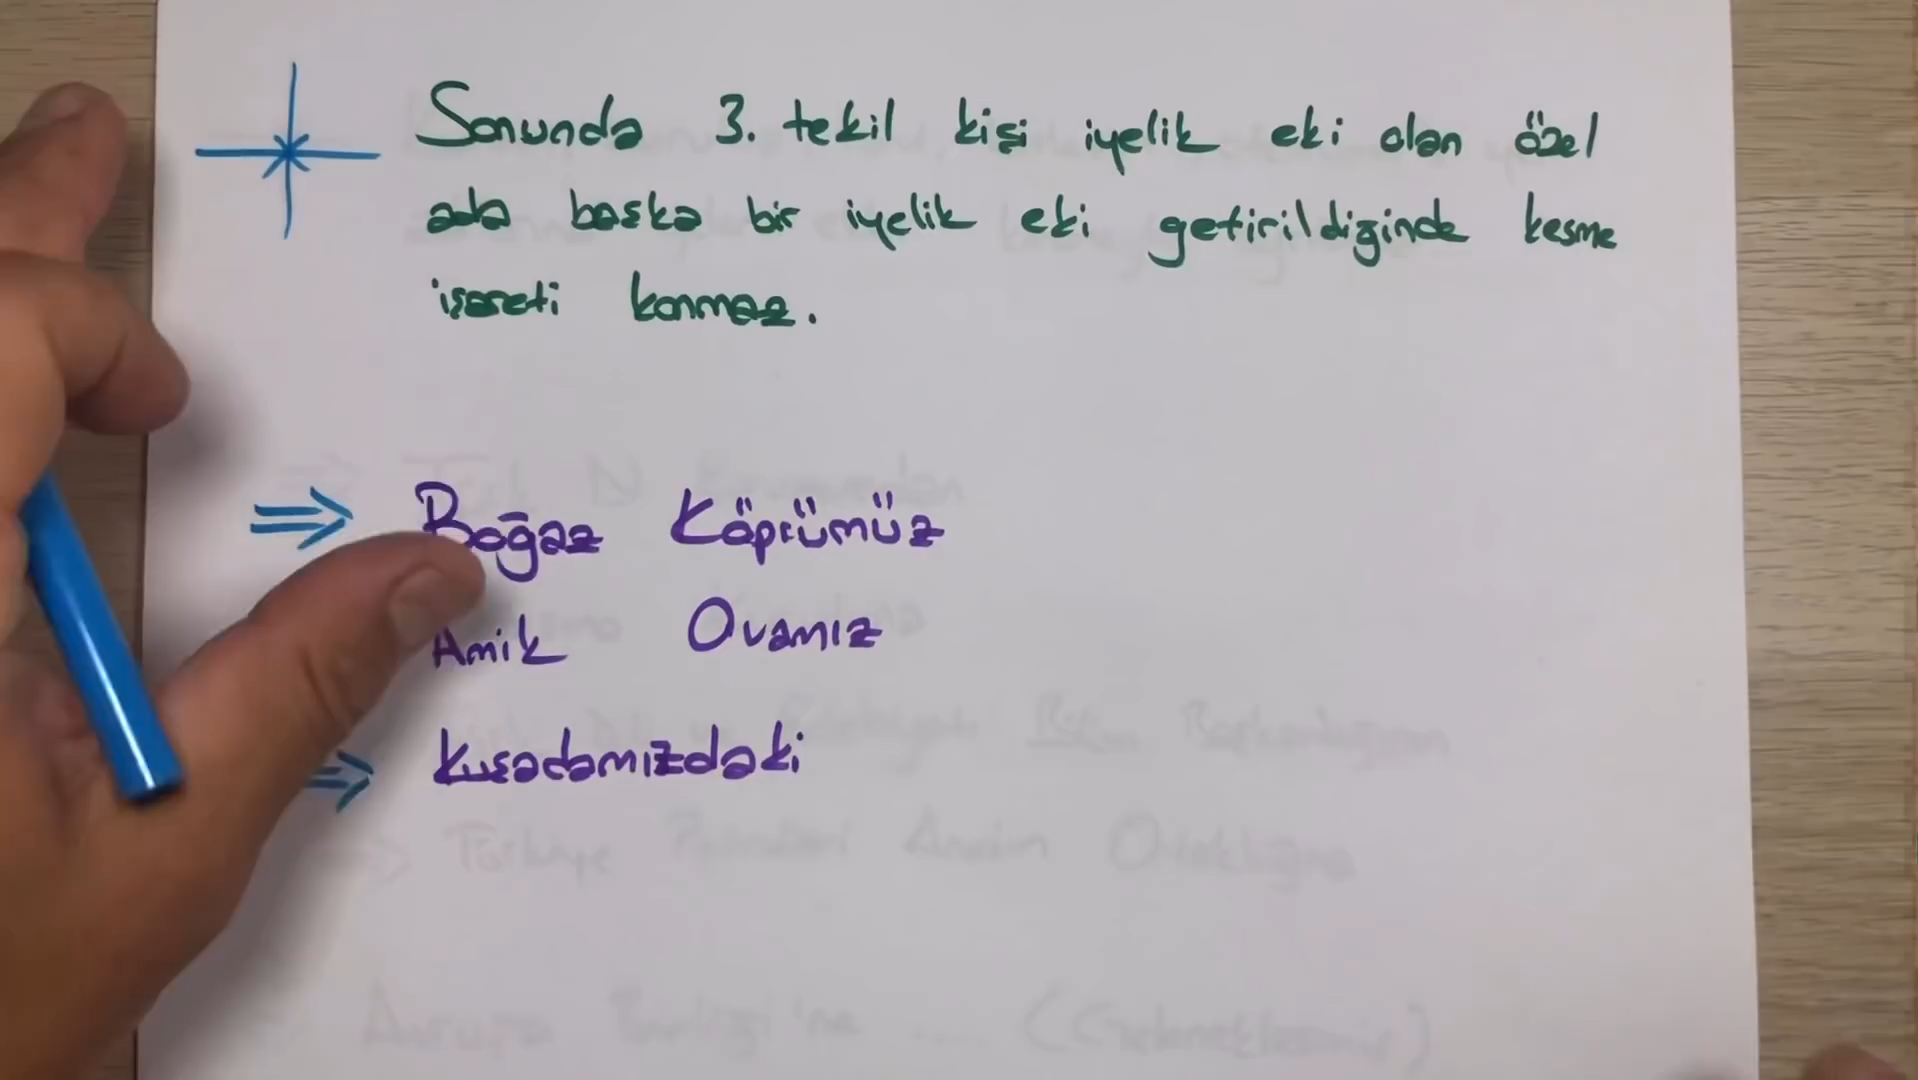 Sonunda 3. tekil kişi iyelik eki olan özel
ada başka bir iyelik eki getirildiğinde kesme
işareti konmaz.
⇒ Boğaz Köprümüz
Amik Ovamız
⇒ Kuşadamızdaki